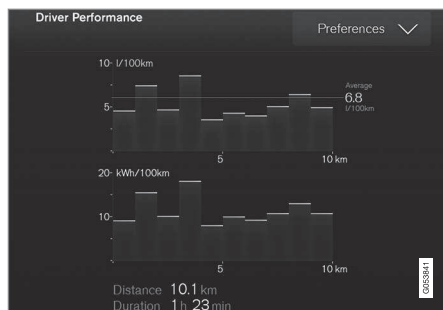 Driver Performance
Preferences
10- l/100km
Average
6.8
l/100km
5-
5 10 km
20- kWh/100km
10-
5 10 km
Distance 10.1 km
Duration 1 h 23 min
G053841